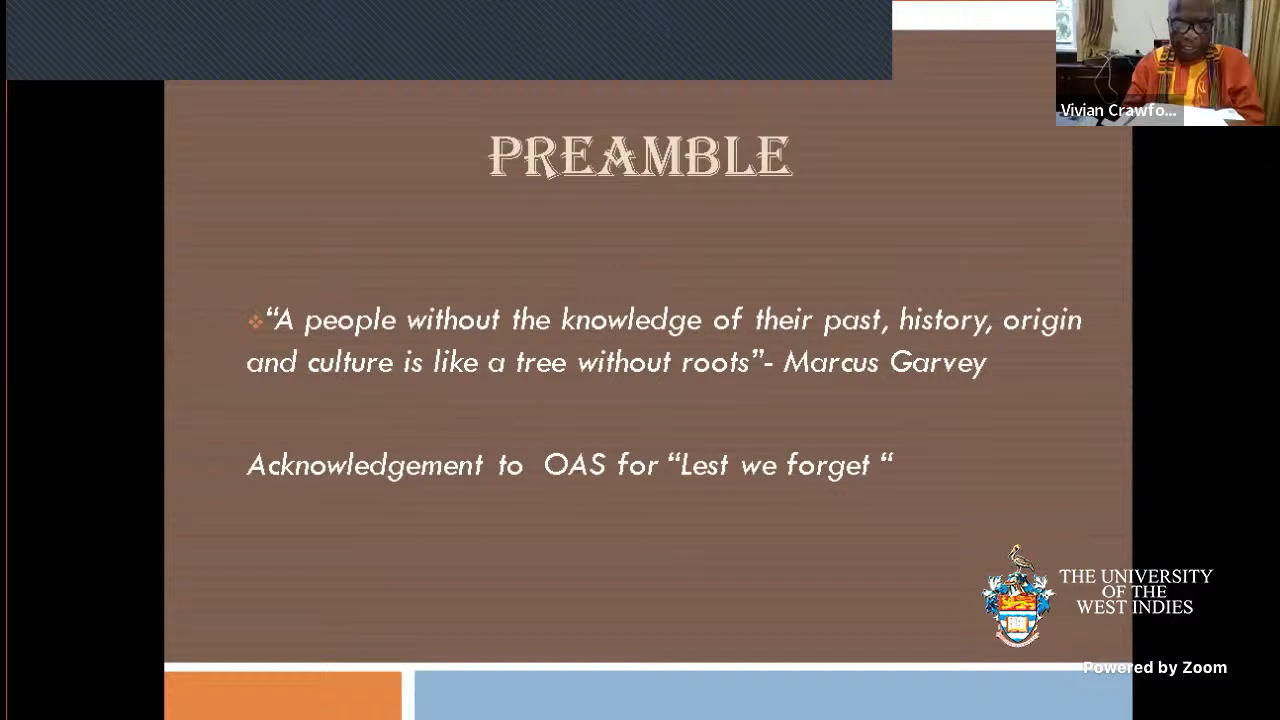 Vivian Crawfo...
PREAMBLE
❖“A people without the knowledge of their past, history, origin
and culture is like a tree without roots”- Marcus Garvey
Acknowledgement to OAS for “Lest we forget “
THE UNIVERSITY
OF THE
WEST INDIES
Powered by Zoom